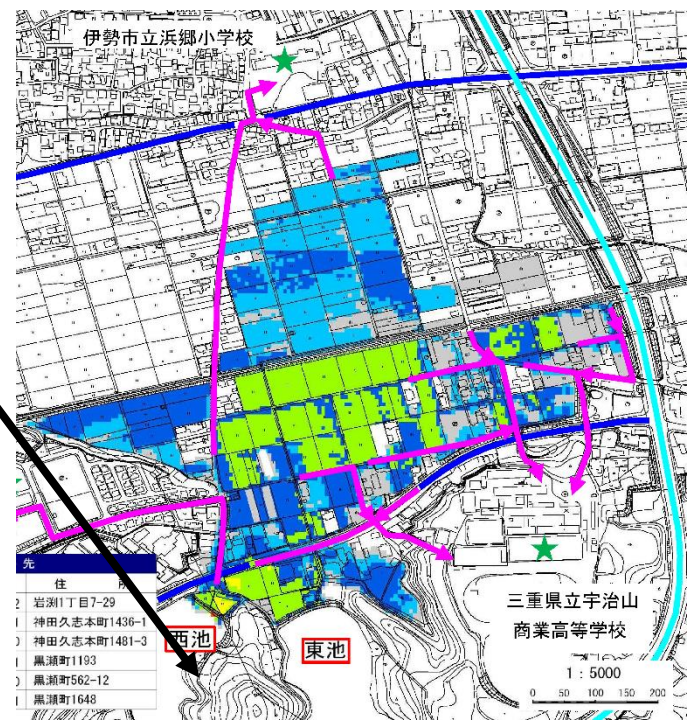 伊勢市立浜郷小学校
先
住 所
2 岩渕1丁目7-29
神田久志本町1436-1
0 神田久志本町1481-3
黒瀬町1193
0 黒瀬町562-12
黒瀬町1648
西池
東池
三重県立宇治山
商業高等学校
1:5000
0 50 100 150 200